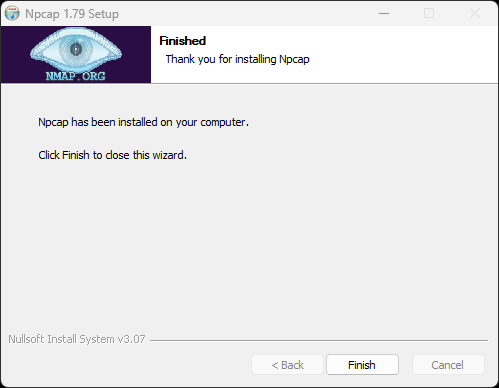 Npcap 1.79 Setup
NMAP.ORG
Finished
Thank you for installing Npcap
Npcap has been installed on your computer.
Click Finish to close this wizard.
Nullsoft Install System v3.07
< Back
Finish
Cancel